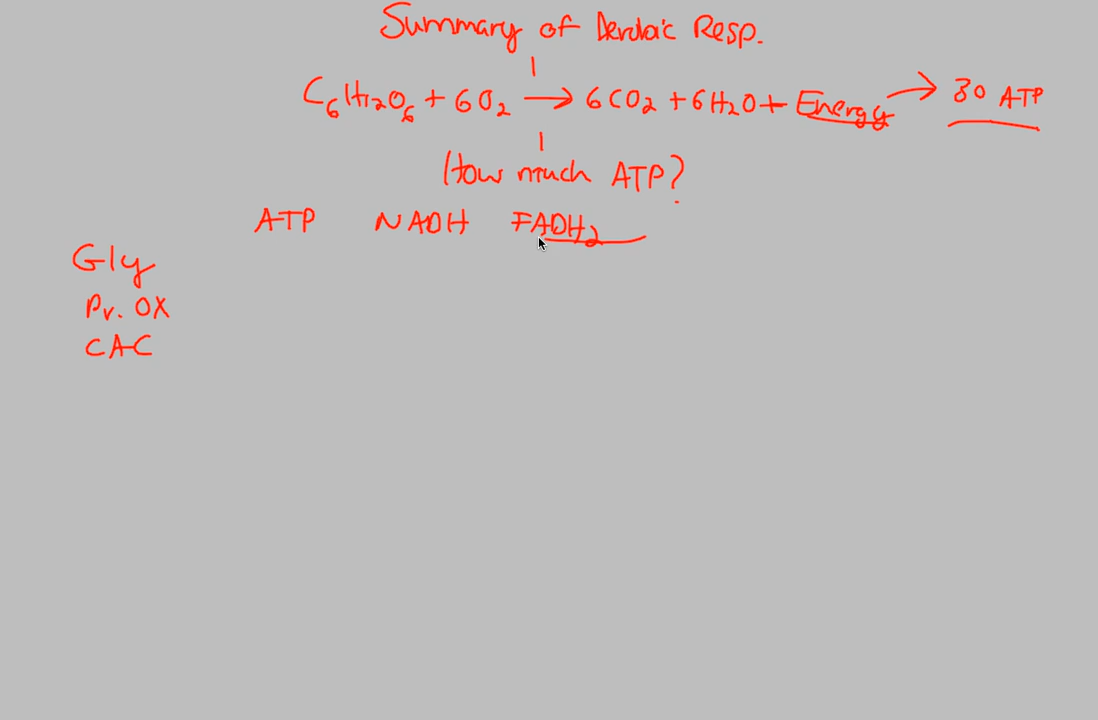 Summary of Aerobic Resp.
C6H12O6 + 6O2 → 6CO2 + 6H2O + Energy → 30 ATP
How much ATP?
ATP NADH FADH2
Gly
Pr. OX
CAC